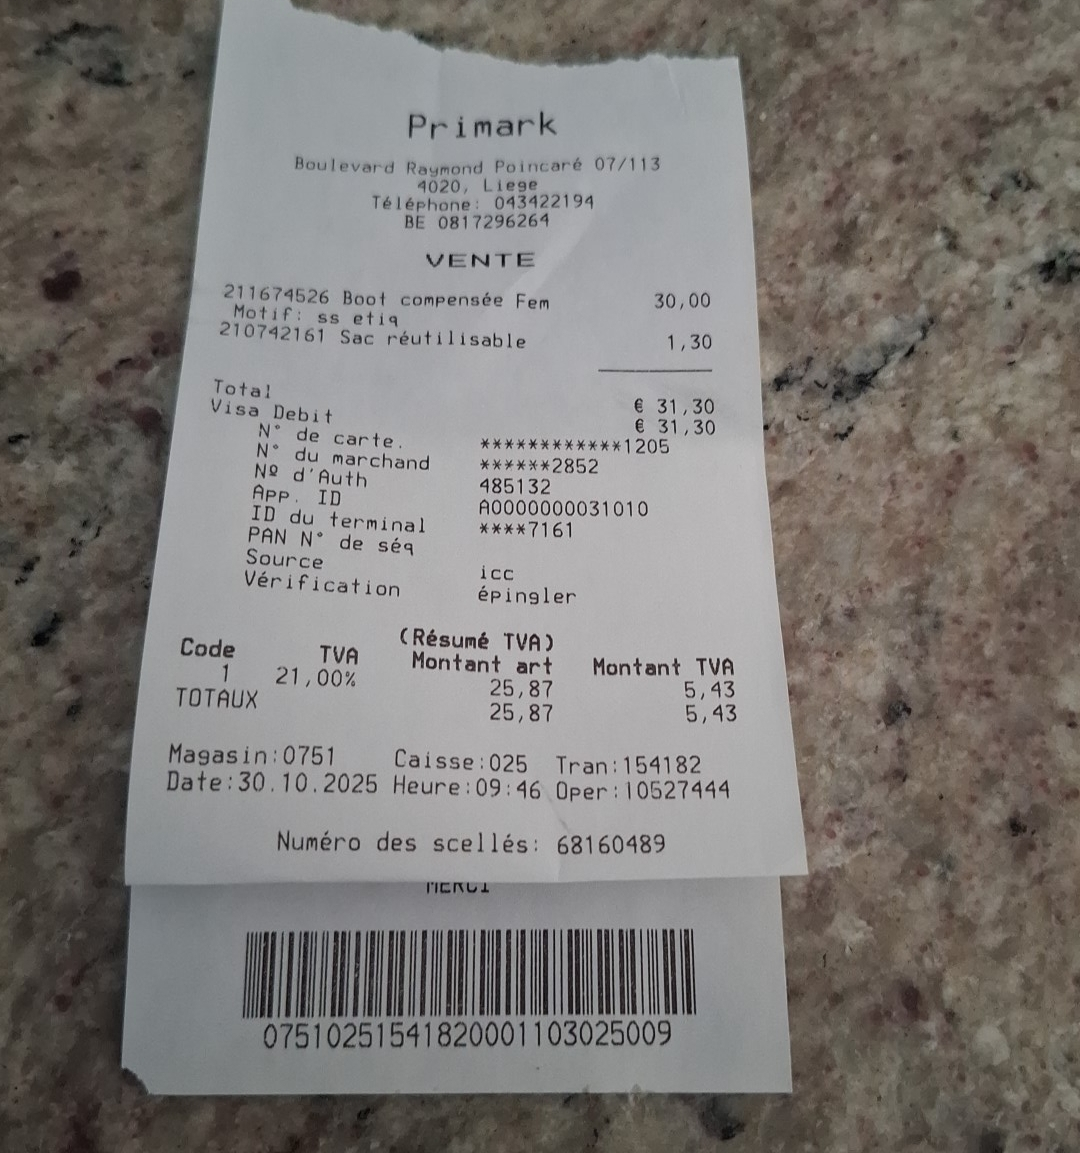 Primark
Boulevard Raymond Poincaré 07/113
4020, Liege
Téléphone: 043422194
BE 0817296264
VENTE
211674526 Boot compensée Fem 30,00
Motif: ss etiq
210742161 Sac réutilisable 1,30
Total € 31,30
Visa Debit € 31,30
N° de carte. ************1205
N° du marchand ******2852
Nº d'Auth 485132
App. ID A0000000031010
ID du terminal ****7161
PAN N° de séq
Source icc
Vérification épingler
(Résumé TVA)
Code TVA Montant art Montant TVA
1 21,00% 25,87 5,43
TOTAUX 25,87 5,43
Magasin:0751 Caisse:025 Tran:154182
Date:30.10.2025 Heure:09:46 Oper:10527444
Numéro des scellés: 68160489
MERCI
07510251541820001103025009